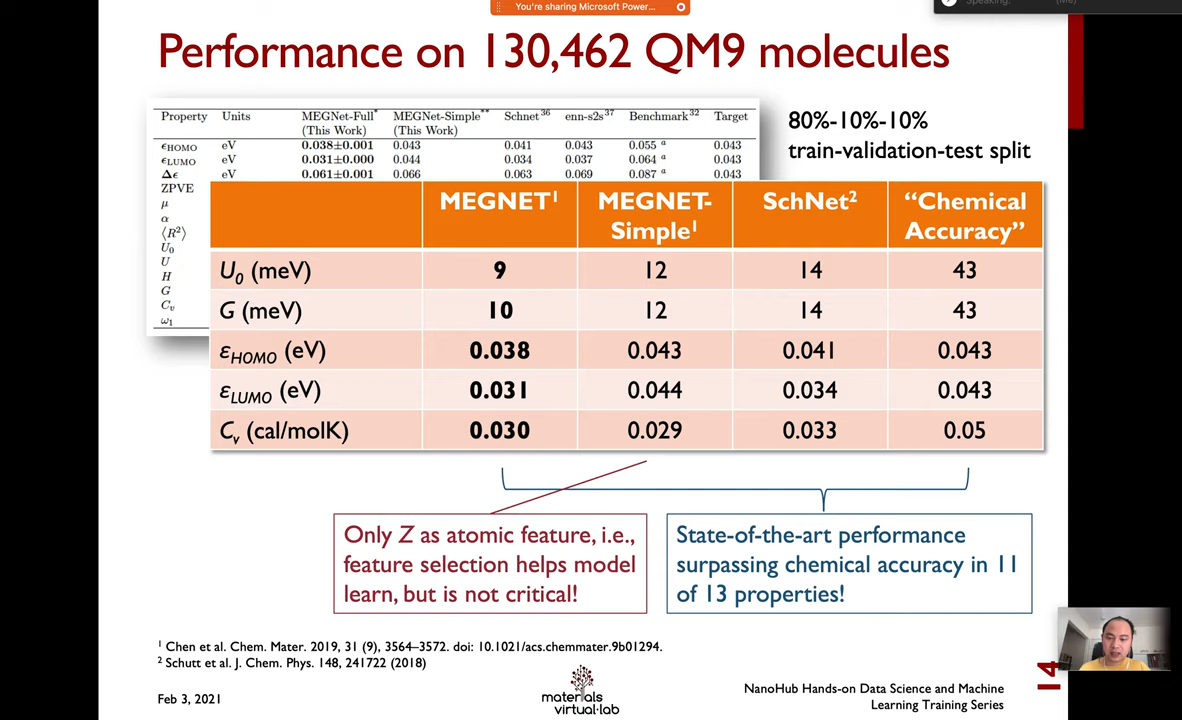 You're sharing Microsoft Power...
Speaking:
(Me)
Performance on 130,462 QM9 molecules
Property Units MEGNet-Full* MEGNet-Simple** Schnet36 enn-s2s37 Benchmark32 Target
(This Work) (This Work)
ϵHOMO eV 0.038±0.001 0.043 0.041 0.043 0.055 a 0.043
ϵLUMO eV 0.031±0.000 0.044 0.034 0.037 0.064 a 0.043
Δϵ eV 0.061±0.001 0.066 0.063 0.069 0.087 a 0.043
ZPVE
μ
α
⟨R2⟩
U0
U
H
G
Cv
ω1
80%-10%-10%
train-validation-test split
MEGNET1 MEGNET- SchNet2 “Chemical
Simple1 Accuracy”
U0 (meV) 9 12 14 43
G (meV) 10 12 14 43
εHOMO (eV) 0.038 0.043 0.041 0.043
εLUMO (eV) 0.031 0.044 0.034 0.043
Cv (cal/molK) 0.030 0.029 0.033 0.05
Only Z as atomic feature, i.e.,
feature selection helps model
learn, but is not critical!
State-of-the-art performance
surpassing chemical accuracy in 11
of 13 properties!
1 Chen et al. Chem. Mater. 2019, 31 (9), 3564–3572. doi: 10.1021/acs.chemmater.9b01294.
2 Schutt et al. J. Chem. Phys. 148, 241722 (2018)
Feb 3, 2021
materials
virtual·lab
NanoHub Hands-on Data Science and Machine
Learning Training Series
14